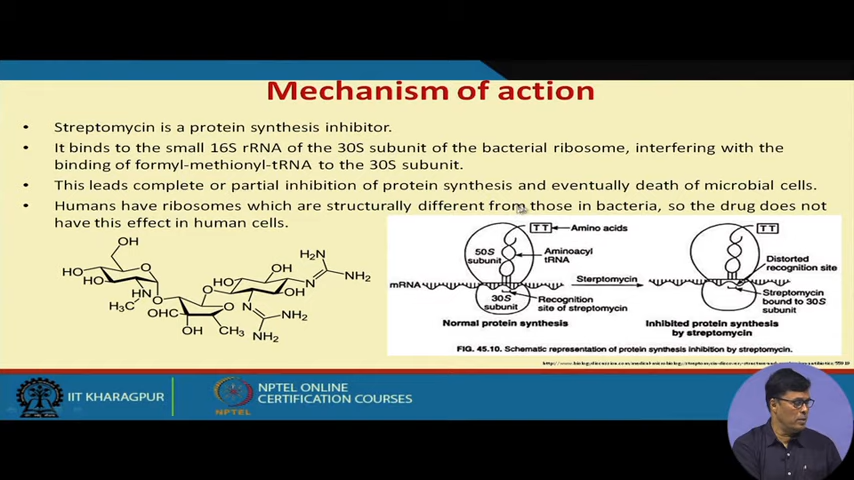 Mechanism of action
• Streptomycin is a protein synthesis inhibitor.
• It binds to the small 16S rRNA of the 30S subunit of the bacterial ribosome, interfering with the
binding of formyl-methionyl-tRNA to the 30S subunit.
• This leads complete or partial inhibition of protein synthesis and eventually death of microbial cells.
• Humans have ribosomes which are structurally different from those in bacteria, so the drug does not
have this effect in human cells.
OH
HO
O
HO
HN
H₃C
O
OHC
OH
CH₃
O
O
HO
OH
OH
N
H₂N
NH₂
N
NH₂
H₂N
T T
Amino acids
50S
subunit
Aminoacyl
tRNA
mRNA
30S
subunit
Recognition
site of streptomycin
Normal protein synthesis
Sterptomycin
T T
Distorted
recognition site
Streptomycin
bound to 30S
subunit
Inhibited protein synthesis
by streptomycin
FIG. 45.10. Schematic representation of protein synthesis inhibition by streptomycin.
IIT KHARAGPUR
NPTEL
NPTEL ONLINE
CERTIFICATION COURSES